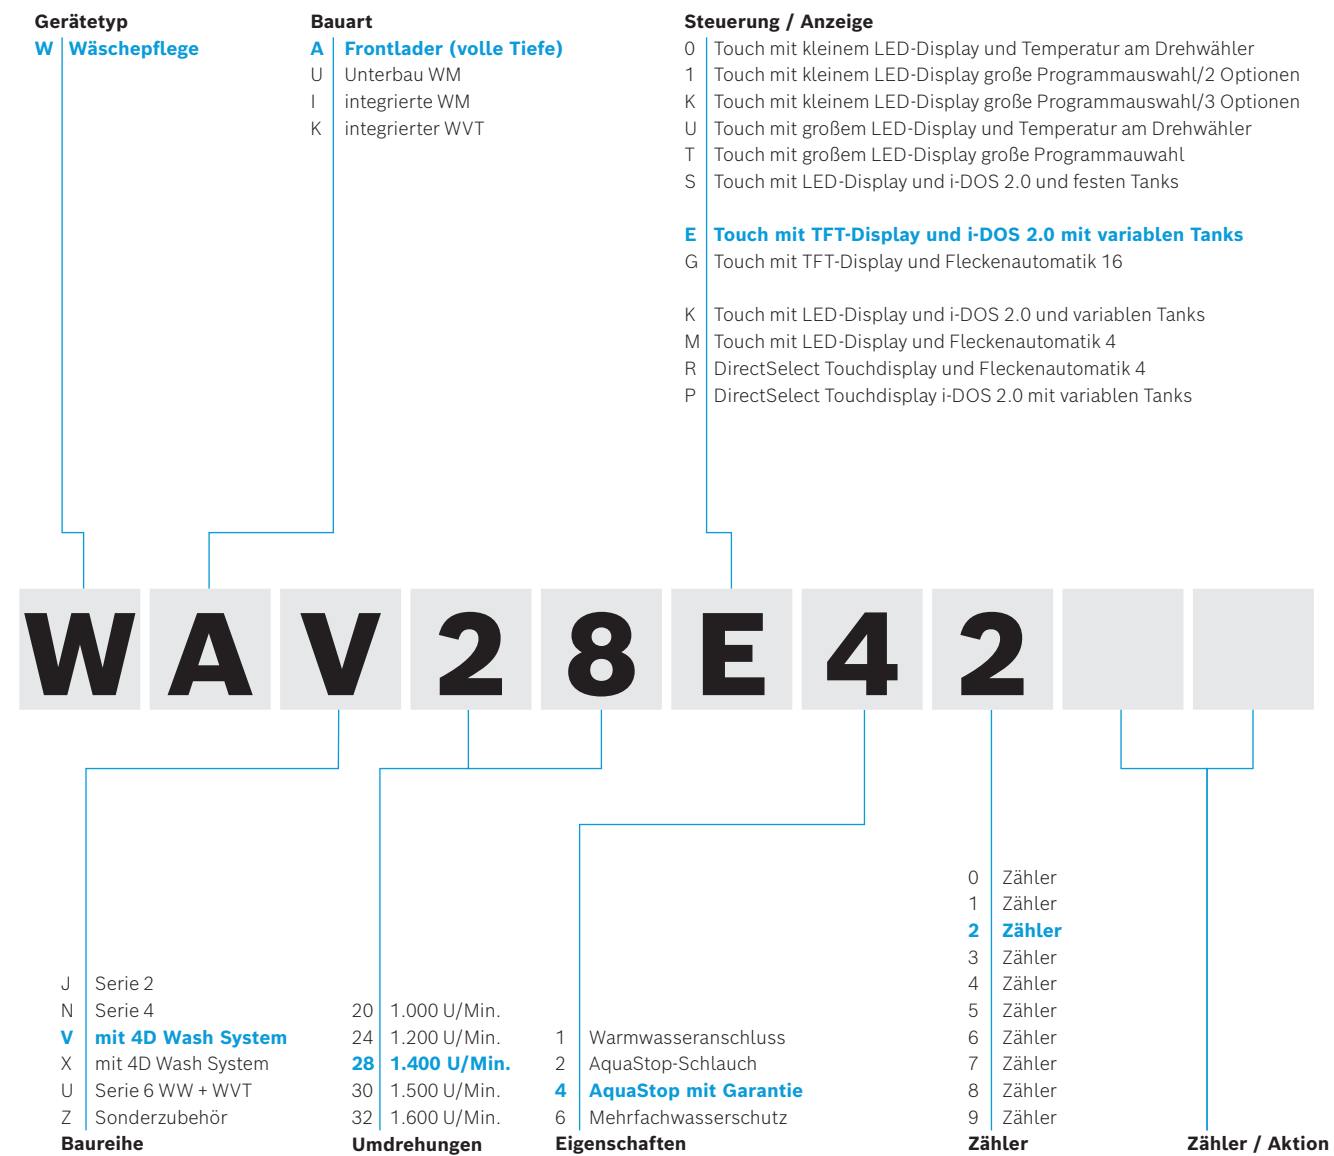 Gerätetyp
W Wäschepflege
Bauart
A Frontlader (volle Tiefe)
U Unterbau WM
I integrierte WM
K integrierter WVT
Steuerung / Anzeige
0 Touch mit kleinem LED-Display und Temperatur am Drehwähler
1 Touch mit kleinem LED-Display große Programmauswahl/2 Optionen
K Touch mit kleinem LED-Display große Programmauswahl/3 Optionen
U Touch mit großem LED-Display und Temperatur am Drehwähler
T Touch mit großem LED-Display große Programmauwahl
S Touch mit LED-Display und i-DOS 2.0 und festen Tanks
E Touch mit TFT-Display und i-DOS 2.0 mit variablen Tanks
G Touch mit TFT-Display und Fleckenautomatik 16
K Touch mit LED-Display und i-DOS 2.0 und variablen Tanks
M Touch mit LED-Display und Fleckenautomatik 4
R DirectSelect Touchdisplay und Fleckenautomatik 4
P DirectSelect Touchdisplay i-DOS 2.0 mit variablen Tanks
W A V 2 8 E 4 2
J Serie 2
N Serie 4
V mit 4D Wash System
X mit 4D Wash System
U Serie 6 WW + WVT
Z Sonderzubehör
Baureihe
20 1.000 U/Min.
24 1.200 U/Min.
28 1.400 U/Min.
30 1.500 U/Min.
32 1.600 U/Min.
Umdrehungen
1 Warmwasseranschluss
2 AquaStop-Schlauch
4 AquaStop mit Garantie
6 Mehrfachwasserschutz
Eigenschaften
0 Zähler
1 Zähler
2 Zähler
3 Zähler
4 Zähler
5 Zähler
6 Zähler
7 Zähler
8 Zähler
9 Zähler
Zähler
Zähler / Aktion